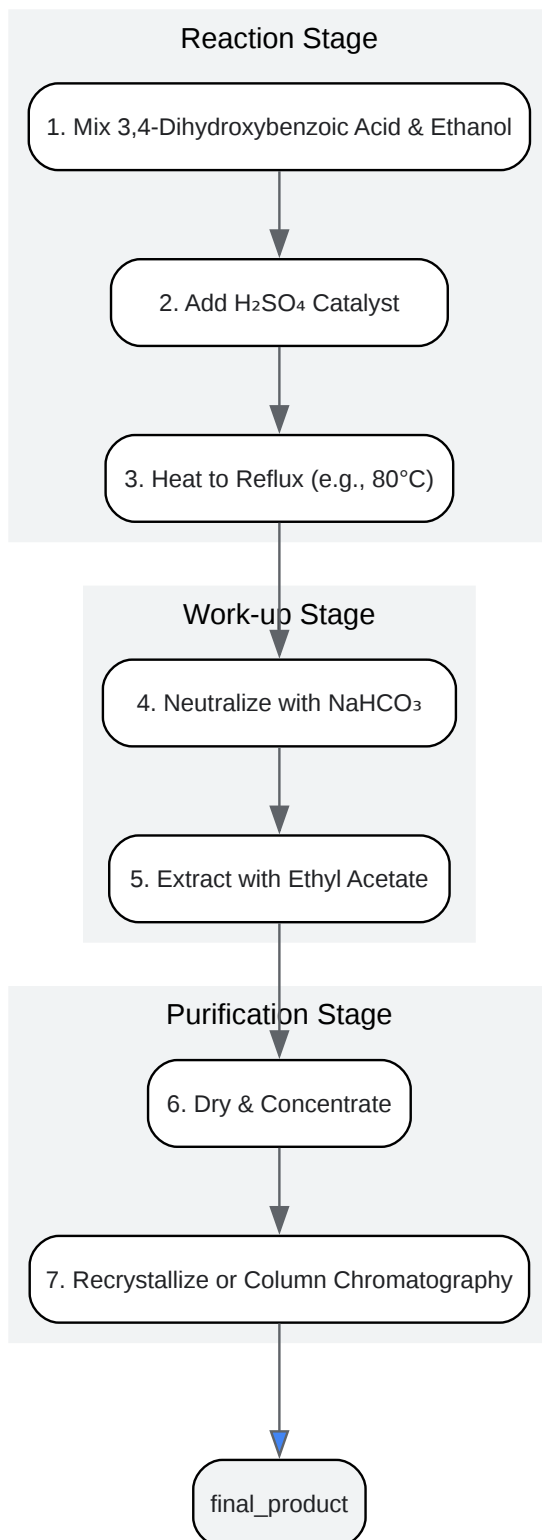 Reaction Stage
1. Mix 3,4-Dihydroxybenzoic Acid & Ethanol
2. Add H₂SO₄ Catalyst
3. Heat to Reflux (e.g., 80°C)
Work-up Stage
4. Neutralize with NaHCO₃
5. Extract with Ethyl Acetate
Purification Stage
6. Dry & Concentrate
7. Recrystallize or Column Chromatography
final_product